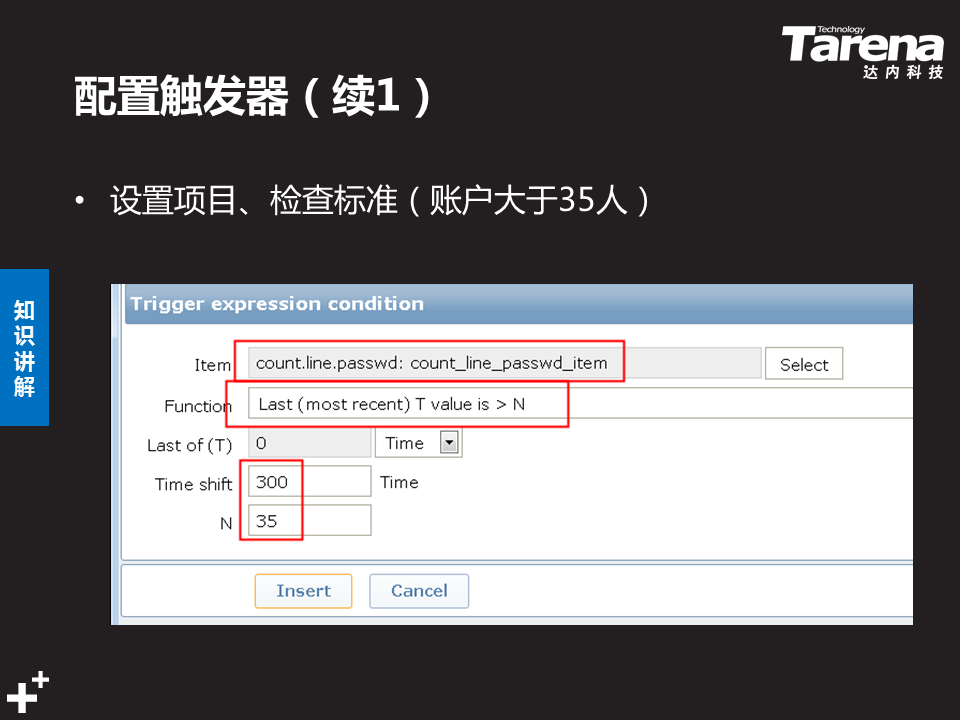 Technology
Tarena
达内科技
配置触发器（续1）
• 设置项目、检查标准（账户大于35人）
知识讲解
Trigger expression condition
Item count.line.passwd: count_line_passwd_item Select
Function Last (most recent) T value is > N
Last of (T) 0 Time
Time shift 300 Time
N 35
Insert Cancel